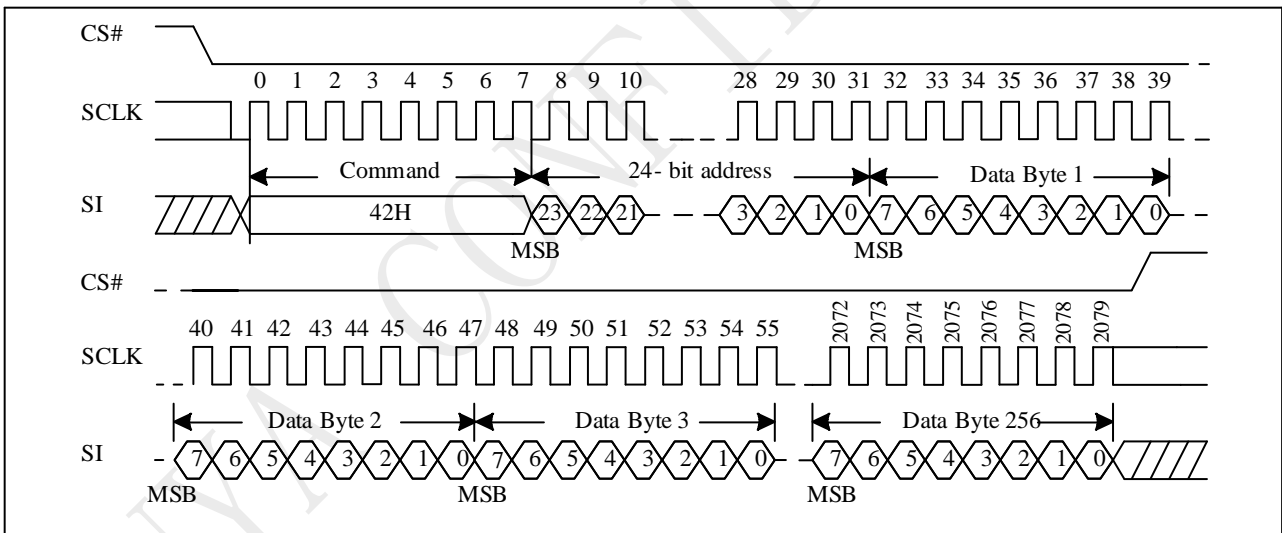 CS#
0 1 2 3 4 5 6 7 8 9 10 28 29 30 31 32 33 34 35 36 37 38 39
SCLK
Command 24- bit address Data Byte 1
SI
42H 23 22 21 3 2 1 0 7 6 5 4 3 2 1 0
MSB MSB
CS#
40 41 42 43 44 45 46 47 48 49 50 51 52 53 54 55 2072 2073 2074 2075 2076 2077 2078 2079
SCLK
Data Byte 2 Data Byte 3 Data Byte 256
SI
7 6 5 4 3 2 1 0 7 6 5 4 3 2 1 0 7 6 5 4 3 2 1 0
MSB MSB MSB